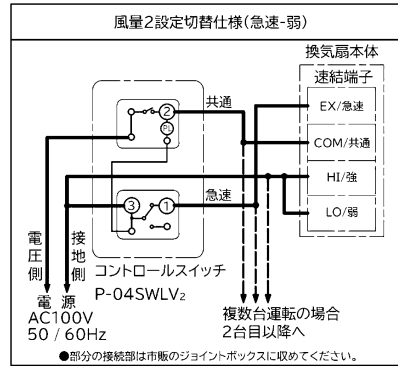 風量2設定切替仕様(急速-弱)
換気扇本体
速結端子
共通
EX/急速
②
PL
COM/共通
HI/強
急速
③
①
LO/弱
電圧側
接地側
コントロールスイッチ
P-04SWLV2
電源
AC100V
50/60Hz
複数台運転の場合
2台目以降へ
●部分の接続部は市販のジョイントボックスに収めてください。